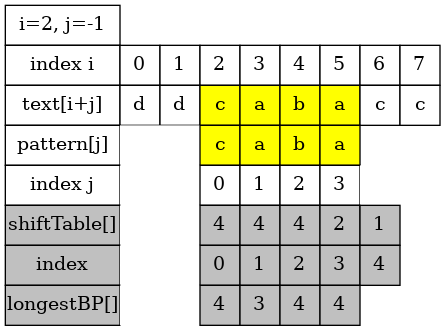 i=2, j=-1
index i 0 1 2 3 4 5 6 7
text[i+j] d d c a b a c c
pattern[j] c a b a
index j 0 1 2 3
shiftTable[] 4 4 4 2 1
index 0 1 2 3 4
longestBP[] 4 3 4 4